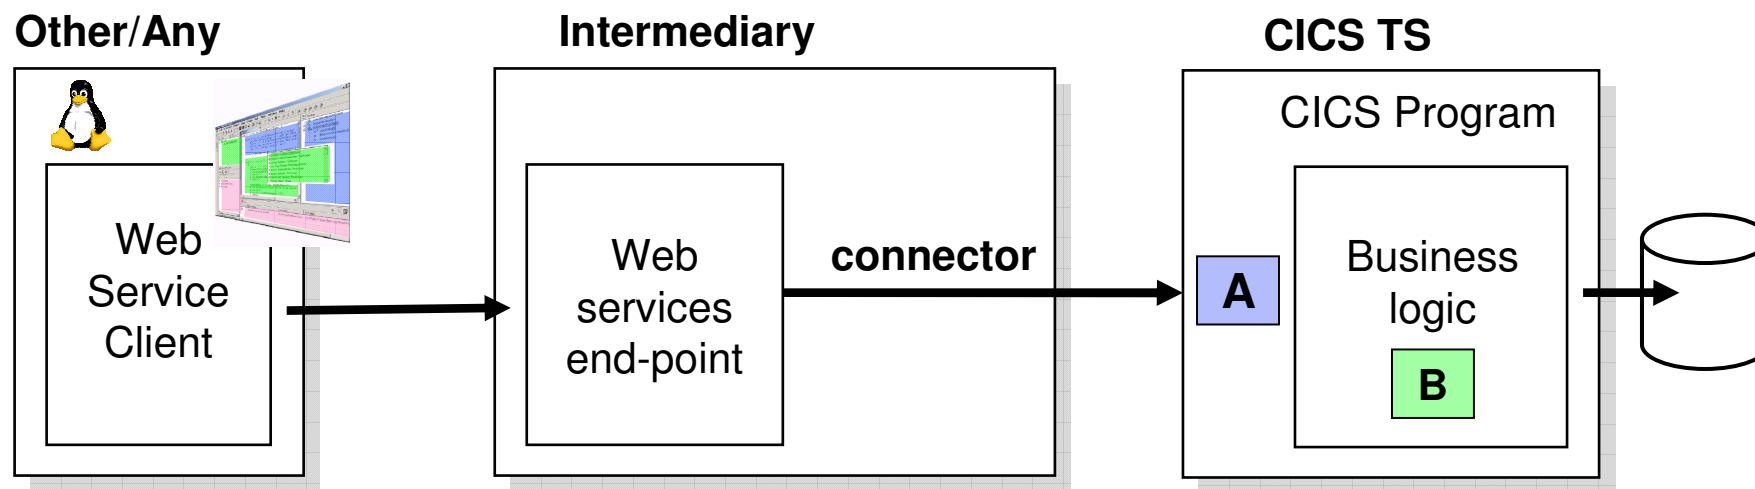 Other/Any
Intermediary
CICS TS
CICS Program
Web
Service
Client
Web
services
end-point
connector
A
Business
logic
B